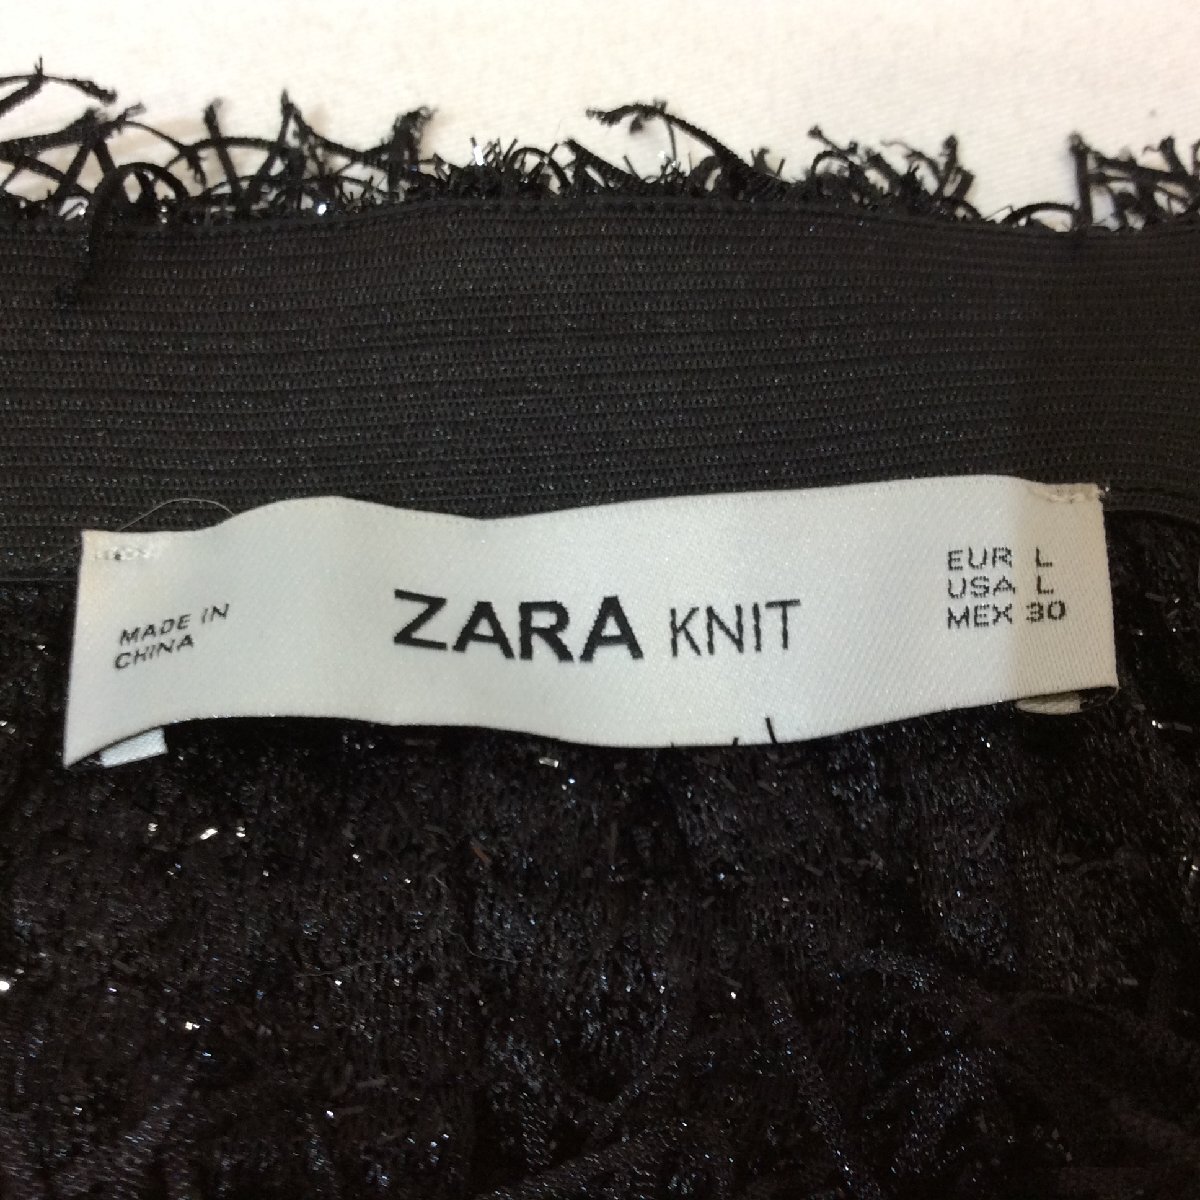 MADE IN
CHINA
ZARA KNIT
EUR L
USA L
MEX 30